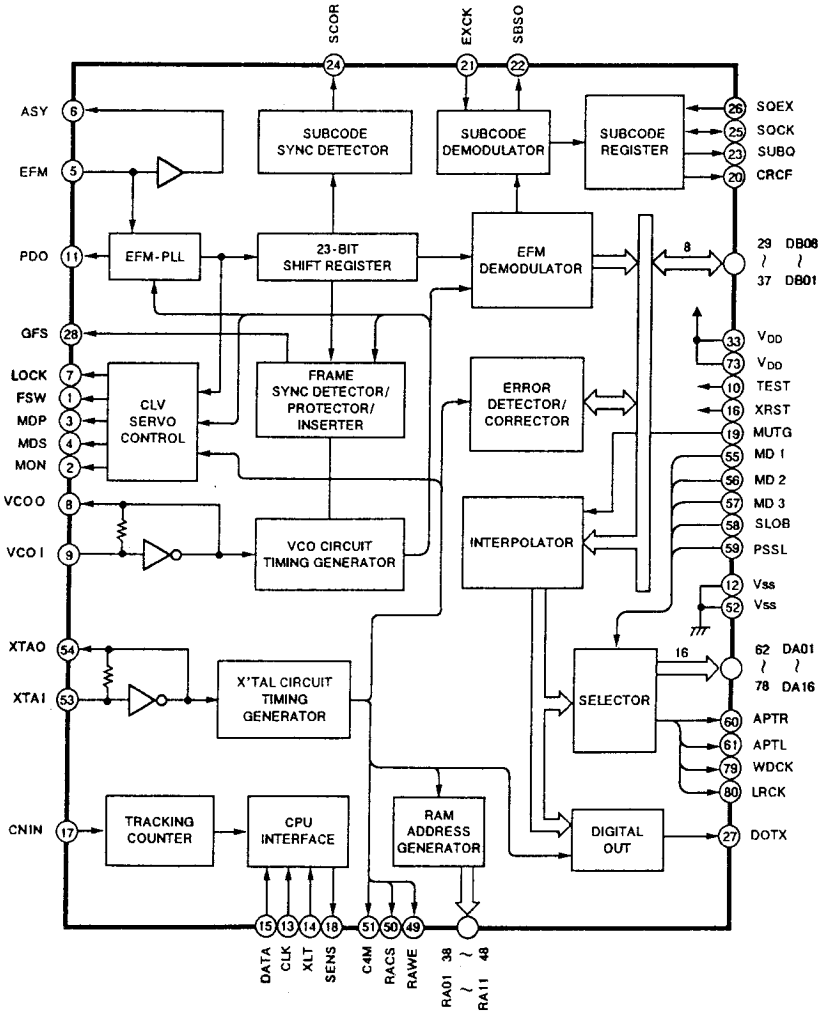 SCOR
EXCK
SBSO
24
21
22
ASY
6
EFM
5
PDO
11
GFS
28
LOCK
7
FSW
1
MDP
3
MDS
4
MON
2
VCOO
8
VCOI
9
XTAO
54
XTAI
53
CNIN
17
SUBCODE
SYNC DETECTOR
SUBCODE
DEMODULATOR
SUBCODE
REGISTER
EFM-PLL
23-BIT
SHIFT REGISTER
EFM
DEMODULATOR
CLV
SERVO
CONTROL
FRAME
SYNC DETECTOR/
PROTECTOR/
INSERTER
ERROR
DETECTOR/
CORRECTOR
VCO CIRCUIT
TIMING GENERATOR
INTERPOLATOR
X'TAL CIRCUIT
TIMING
GENERATOR
SELECTOR
TRACKING
COUNTER
CPU
INTERFACE
RAM
ADDRESS
GENERATOR
DIGITAL
OUT
26 SQEX
25 SQCK
23 SUBQ
20 CRCF
8
29 DB08
~ ~
37 DB01
33 VDD
73 VDD
10 TEST
16 XRST
19 MUTG
55 MD 1
56 MD 2
57 MD 3
58 SLOB
59 PSSL
12 Vss
52 Vss
16
62 DA01
~ ~
78 DA16
60 APTR
61 APTL
79 WDCK
80 LRCK
27 DOTX
15
13
14
18
51
50
49
DATA
CLK
XLT
SENS
C4M
RACS
RAWE
RA01 38
~ ~
RA11 48